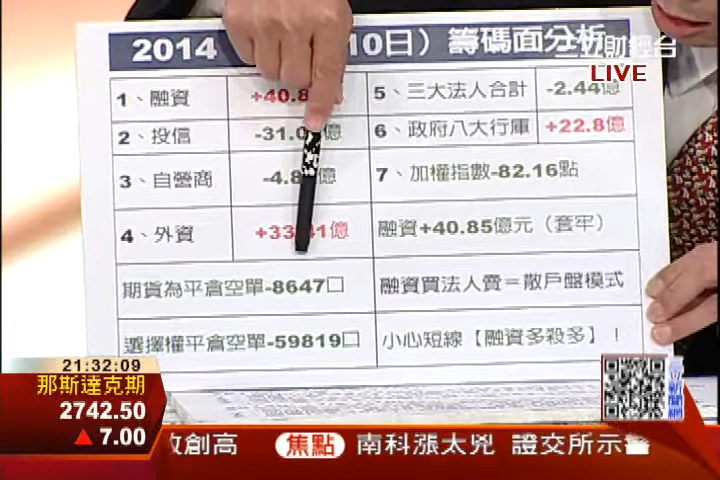 2014 10日）籌碼面分析
三立財經台
LIVE
1、融資 +40.8
2、投信 -31.0 億
3、自營商 -4.8 億
4、外資 +33. 41億
期貨為平倉空單-8647口
選擇權平倉空單-59819口
5、三大法人合計 -2.44億
6、政府八大行庫 +22.8億
7、加權指數-82.16點
融資+40.85億元（套牢）
融資買法人賣＝散戶盤模式
小心短線【融資多殺多】！
21:32:09
那斯達克期
2742.50
▲ 7.00
創高 焦點 南科漲太兇 證交所示警